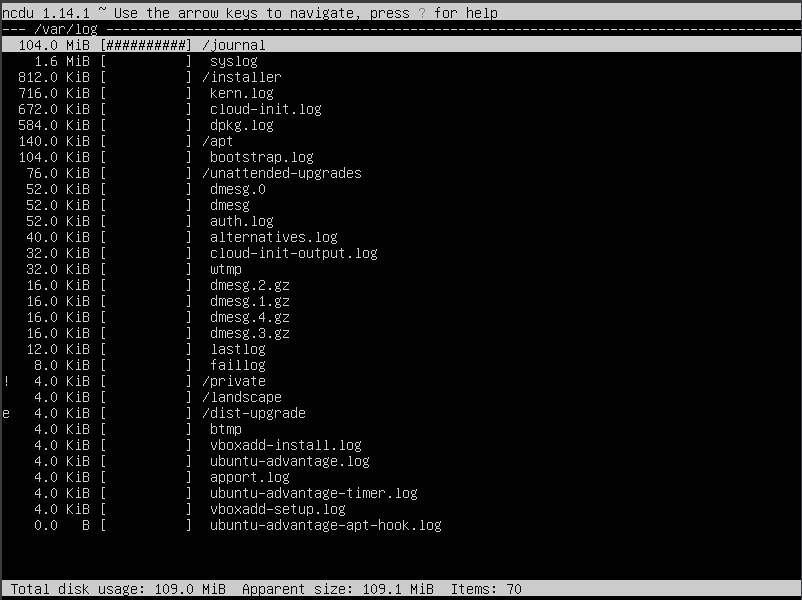 ncdu 1.14.1 ~ Use the arrow keys to navigate, press ? for help
--- /var/log ---------------------------------------------------------------------------------------
  104.0 MiB [##########] /journal
    1.6 MiB [          ]  syslog
  812.0 KiB [          ] /installer
  716.0 KiB [          ]  kern.log
  672.0 KiB [          ]  cloud-init.log
  584.0 KiB [          ]  dpkg.log
  140.0 KiB [          ] /apt
  104.0 KiB [          ]  bootstrap.log
   76.0 KiB [          ] /unattended-upgrades
   52.0 KiB [          ]  dmesg.0
   52.0 KiB [          ]  dmesg
   52.0 KiB [          ]  auth.log
   40.0 KiB [          ]  alternatives.log
   32.0 KiB [          ]  cloud-init-output.log
   32.0 KiB [          ]  wtmp
   16.0 KiB [          ]  dmesg.2.gz
   16.0 KiB [          ]  dmesg.1.gz
   16.0 KiB [          ]  dmesg.4.gz
   16.0 KiB [          ]  dmesg.3.gz
   12.0 KiB [          ]  lastlog
    8.0 KiB [          ]  faillog
!   4.0 KiB [          ] /private
    4.0 KiB [          ] /landscape
e   4.0 KiB [          ] /dist-upgrade
    4.0 KiB [          ]  btmp
    4.0 KiB [          ]  vboxadd-install.log
    4.0 KiB [          ]  ubuntu-advantage.log
    4.0 KiB [          ]  apport.log
    4.0 KiB [          ]  ubuntu-advantage-timer.log
    4.0 KiB [          ]  vboxadd-setup.log
    0.0   B [          ]  ubuntu-advantage-apt-hook.log
 Total disk usage: 109.0 MiB  Apparent size: 109.1 MiB  Items: 70